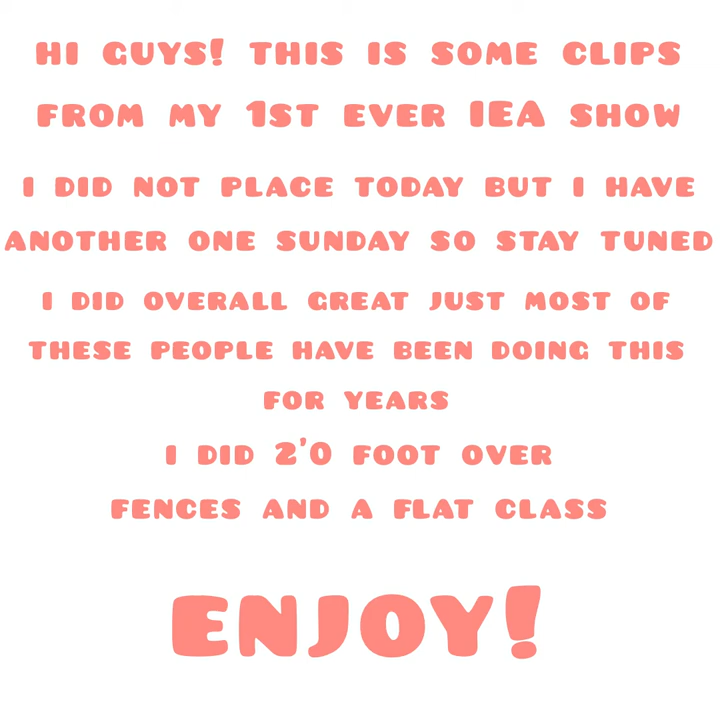 HI GUYS! THIS IS SOME CLIPS
FROM MY 1ST EVER IEA SHOW
I DID NOT PLACE TODAY BUT I HAVE
ANOTHER ONE SUNDAY SO STAY TUNED
I DID OVERALL GREAT JUST MOST OF
THESE PEOPLE HAVE BEEN DOING THIS
FOR YEARS
I DID 2'0 FOOT OVER
FENCES AND A FLAT CLASS
ENJOY!